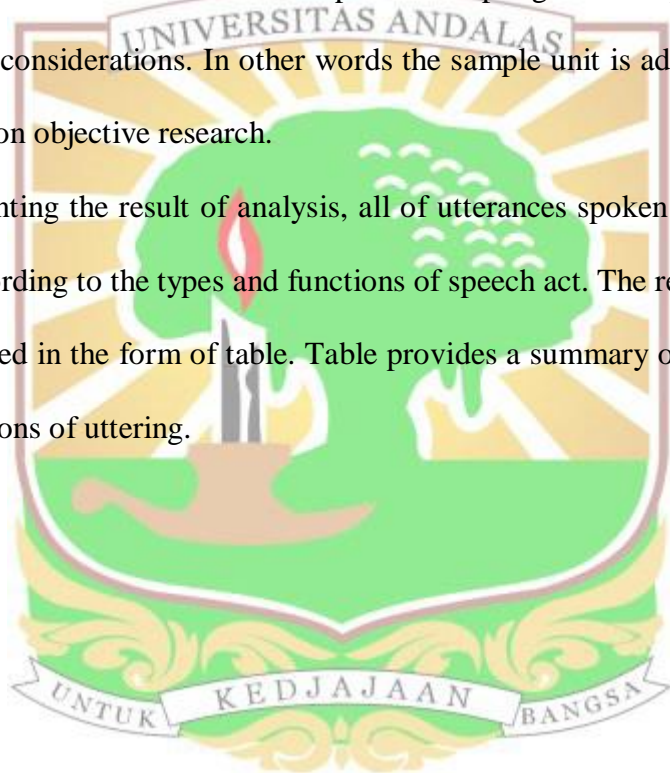 UNIVERSITAS ANDALAS
considerations. In other words the sample unit is ad
on objective research.
nting the result of analysis, all of utterances spoken
rding to the types and functions of speech act. The re
ed in the form of table. Table provides a summary o
ons of uttering.
UNTUK KEDJAJAAN BANGSA